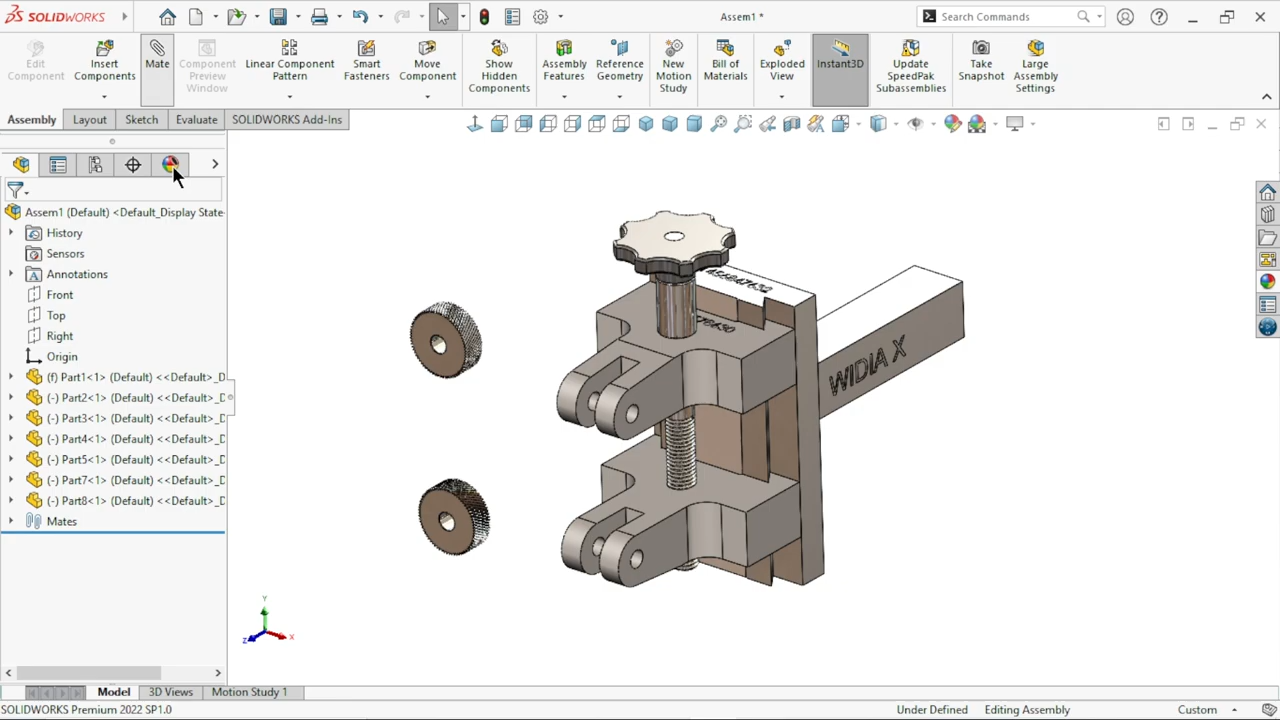 SOLIDWORKS
Assem1 *
Search Commands
Edit
Component
Insert
Components
Mate
Component
Preview
Window
Linear Component
Pattern
Smart
Fasteners
Move
Component
Show
Hidden
Components
Assembly
Features
Reference
Geometry
New
Motion
Study
Bill of
Materials
Exploded
View
Instant3D
Update
SpeedPak
Subassemblies
Take
Snapshot
Large
Assembly
Settings
Assembly
Layout
Sketch
Evaluate
SOLIDWORKS Add-Ins
Assem1 (Default) <Default_Display State
History
Sensors
Annotations
Front
Top
Right
Origin
(f) Part1<1> (Default) <<Default>_D
(-) Part2<1> (Default) <<Default>_D
(-) Part3<1> (Default) <<Default>_D
(-) Part4<1> (Default) <<Default>_D
(-) Part5<1> (Default) <<Default>_D
(-) Part7<1> (Default) <<Default>_D
(-) Part8<1> (Default) <<Default>_D
Mates
WIDIA X
Y
Z
X
Model
3D Views
Motion Study 1
SOLIDWORKS Premium 2022 SP1.0
Under Defined
Editing Assembly
Custom